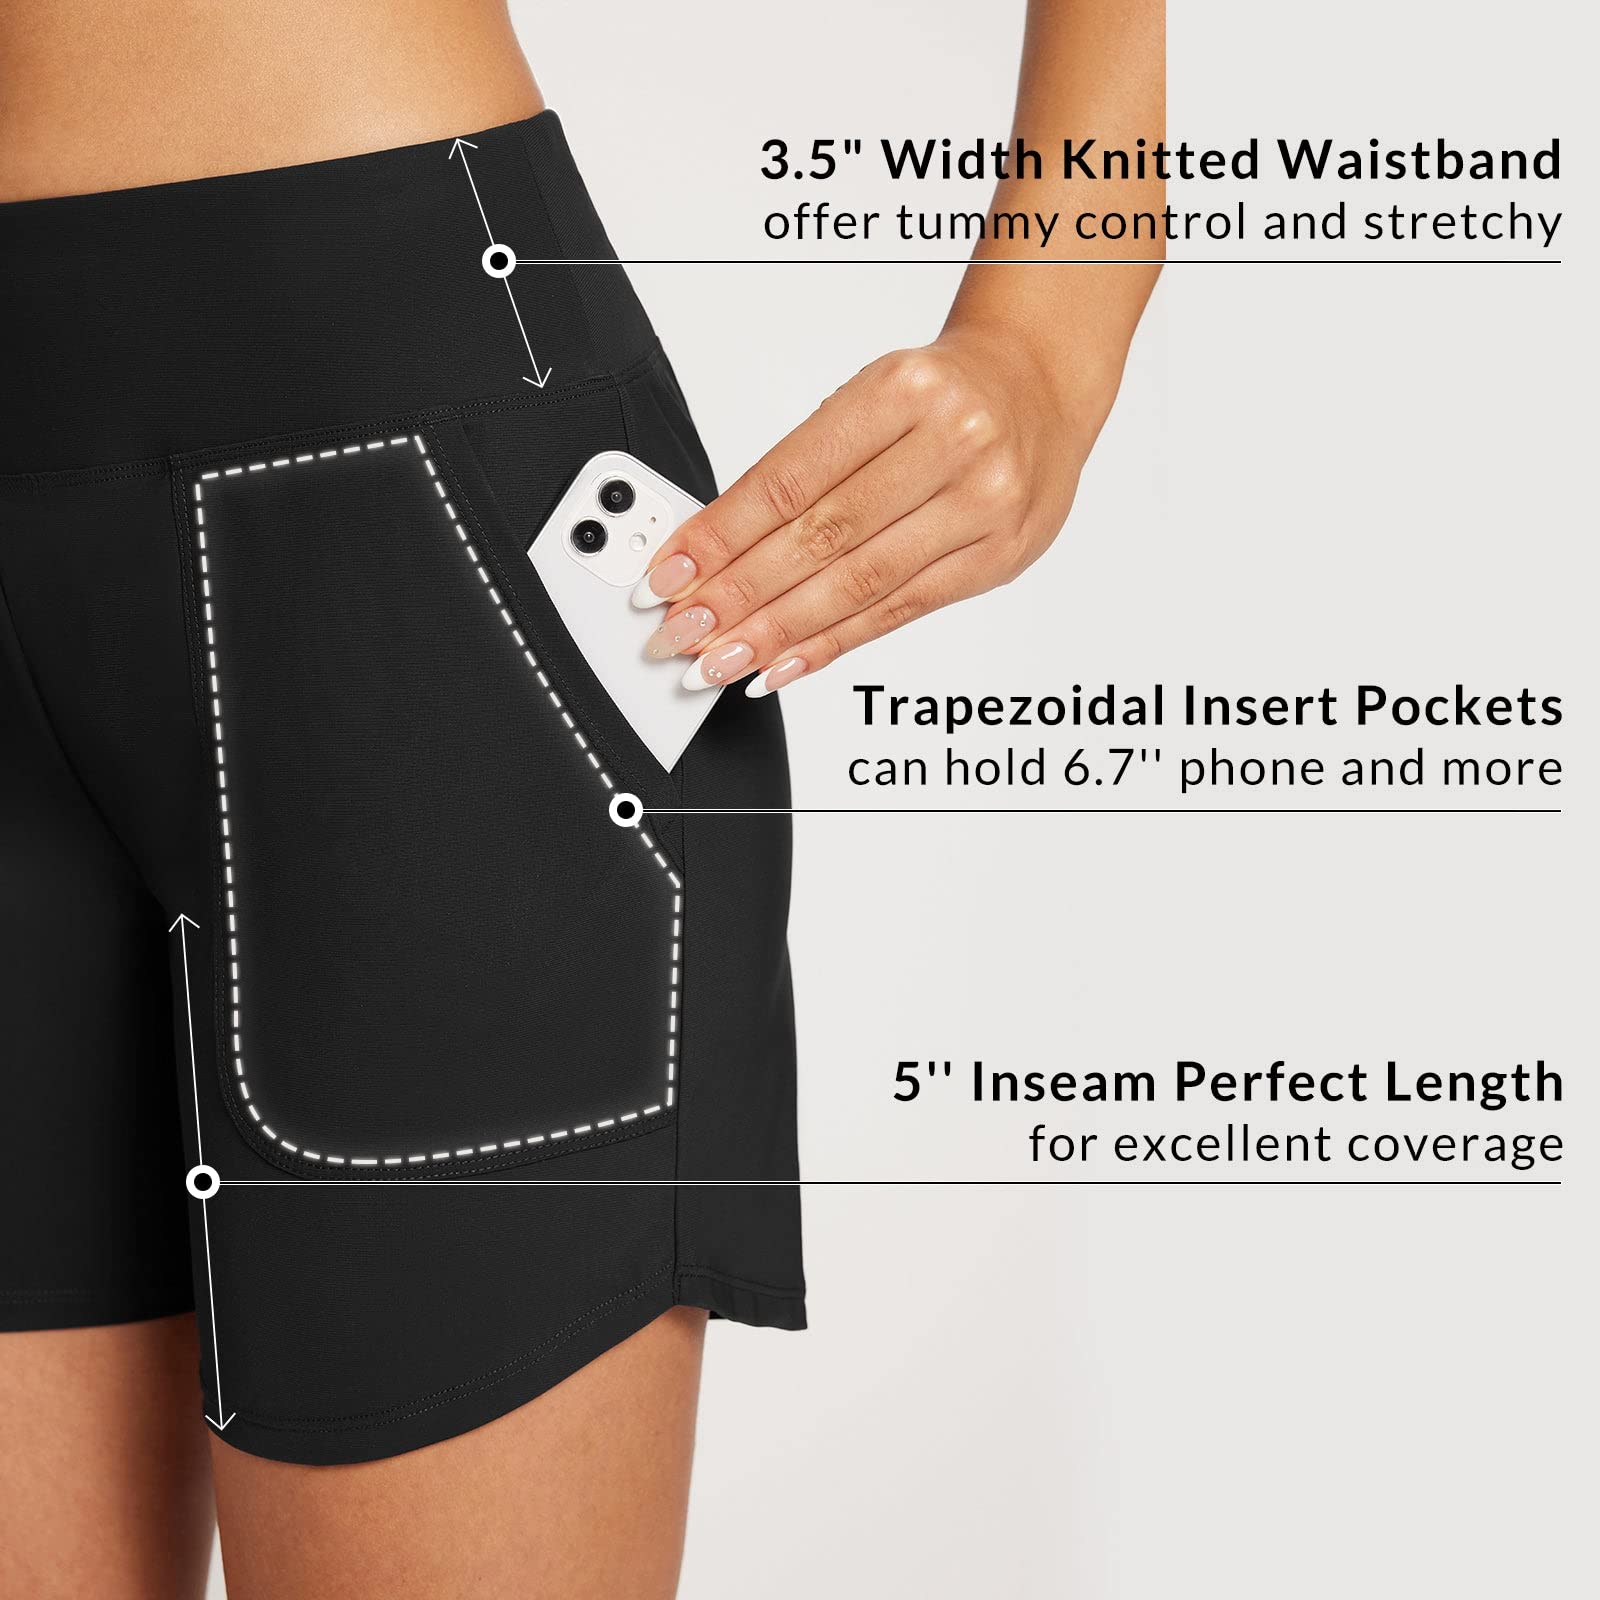 3.5" Width Knitted Waistband
offer tummy control and stretchy
Trapezoidal Insert Pockets
can hold 6.7'' phone and more
5'' Inseam Perfect Length
for excellent coverage